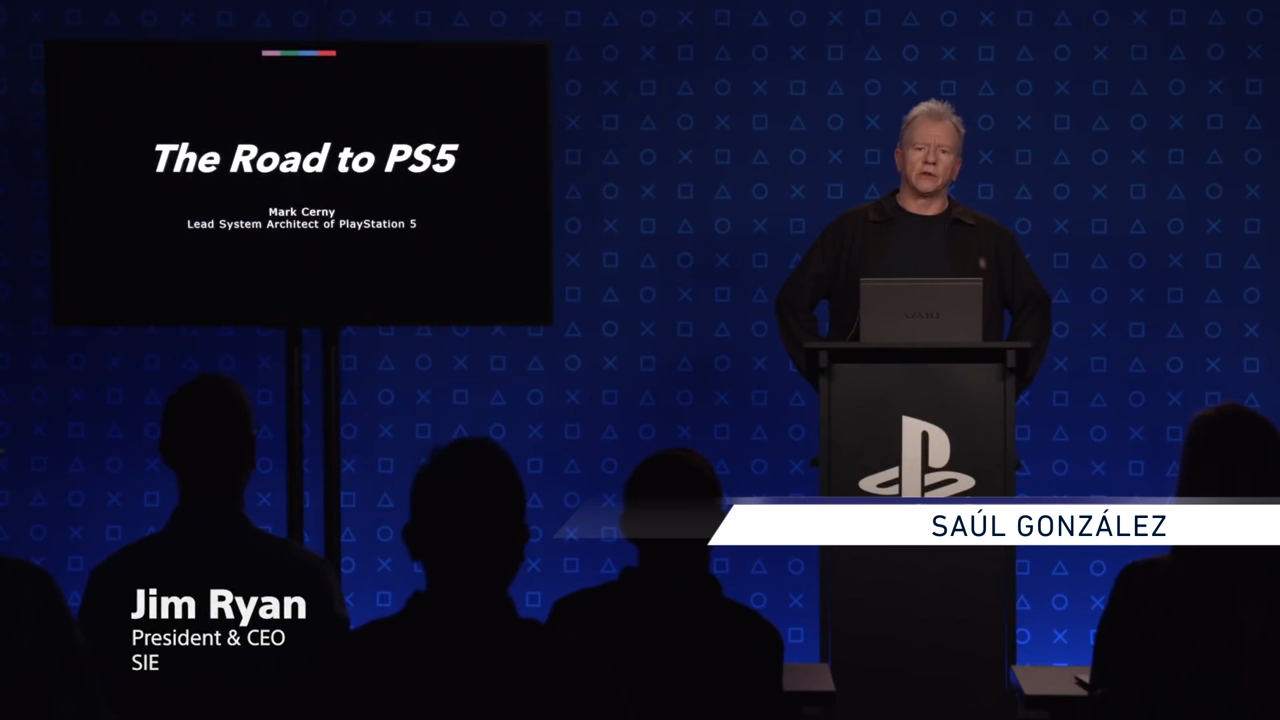 The Road to PS5
Mark Cerny
Lead System Architect of PlayStation 5
VAIO
SAÚL GONZÁLEZ
Jim Ryan
President & CEO
SIE